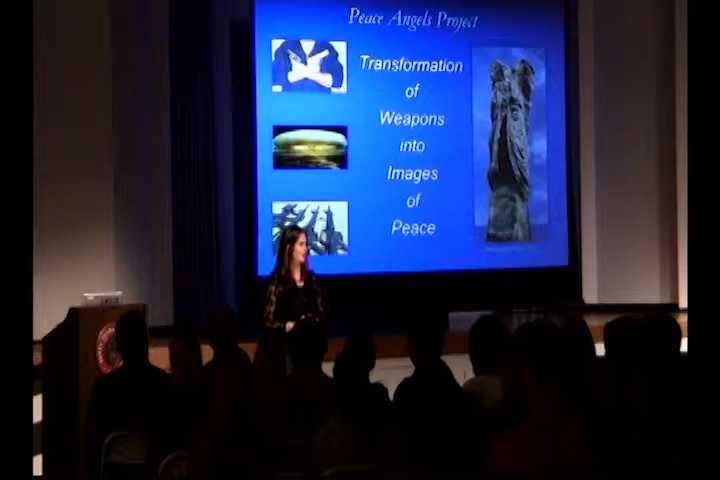 Peace Angels Project
Transformation
of
Weapons
into
Images
of
Peace